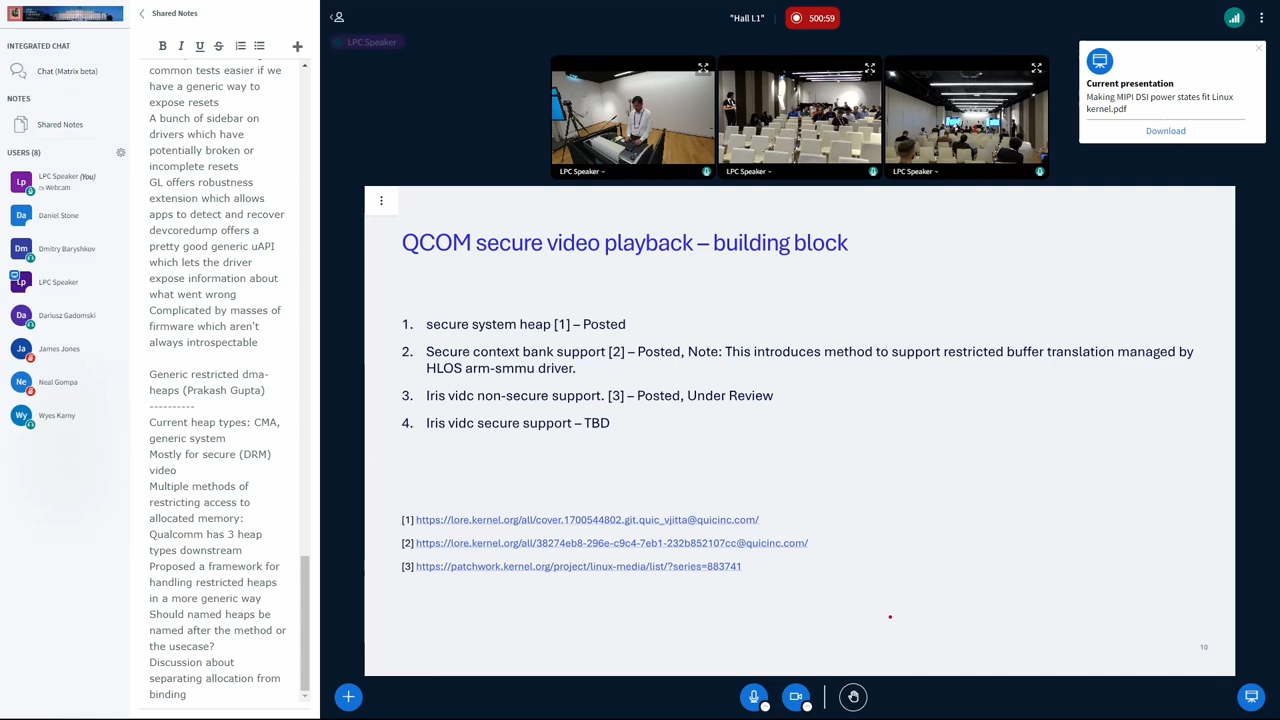 INTEGRATED CHAT
Chat (Matrix beta)
NOTES
Shared Notes
USERS (8)
Lp
LPC Speaker (You)
Webcam
Da
Daniel Stone
Dm
Dmitry Baryshkov
Lp
LPC Speaker
Da
Dariusz Gadomski
Ja
James Jones
Ne
Neal Gompa
Wy
Wyes Karny
Shared Notes
B I U S
common tests easier if we
have a generic way to
expose resets
A bunch of sidebar on
drivers which have
potentially broken or
incomplete resets
GL offers robustness
extension which allows
apps to detect and recover
devcoredump offers a
pretty good generic uAPI
which lets the driver
expose information about
what went wrong
Complicated by masses of
firmware which aren't
always introspectable
Generic restricted dma-
heaps (Prakash Gupta)
----------
Current heap types: CMA,
generic system
Mostly for secure (DRM)
video
Multiple methods of
restricting access to
allocated memory:
Qualcomm has 3 heap
types downstream
Proposed a framework for
handling restricted heaps
in a more generic way
Should named heaps be
named after the method or
the usecase?
Discussion about
separating allocation from
binding
"Hall L1"
500:59
LPC Speaker
LPC Speaker
LPC Speaker
LPC Speaker
Current presentation
Making MIPI DSI power states fit Linux
kernel.pdf
Download
QCOM secure video playback – building block
1. secure system heap [1] – Posted
2. Secure context bank support [2] – Posted, Note: This introduces method to support restricted buffer translation managed by
HLOS arm-smmu driver.
3. Iris vidc non-secure support. [3] – Posted, Under Review
4. Iris vidc secure support – TBD
[1] https://lore.kernel.org/all/cover.1700544802.git.quic_vjitta@quicinc.com/
[2] https://lore.kernel.org/all/38274eb8-296e-c9c4-7eb1-232b852107cc@quicinc.com/
[3] https://patchwork.kernel.org/project/linux-media/list/?series=883741
10